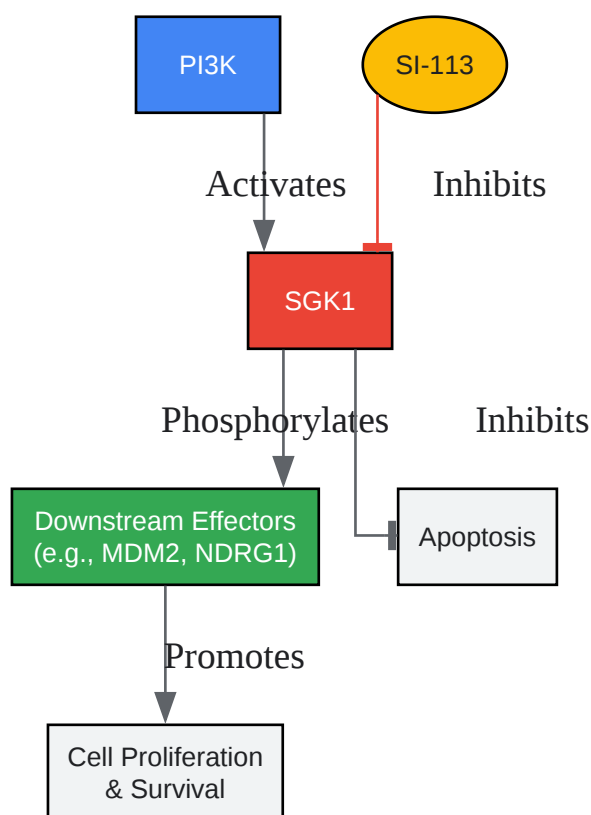 PI3K
SI-113
Activates
Inhibits
SGK1
Phosphorylates
Inhibits
Downstream Effectors
(e.g., MDM2, NDRG1)
Apoptosis
Promotes
Cell Proliferation
& Survival